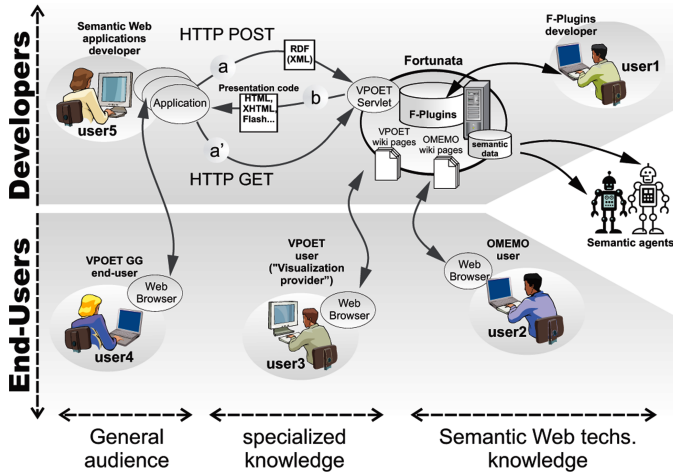 Developers
End-Users
Semantic Web
applications
developer
user5
Application
HTTP POST
a
RDF
(XML)
Presentation code
HTML,
XHTML,
Flash...
b
a'
HTTP GET
VPOET
Servlet
Fortunata
F-Plugins
VPOET
wiki pages
OMEMO
wiki pages
semantic
data
F-Plugins
developer
user1
Semantic agents
VPOET GG
end-user
Web
Browser
user4
VPOET
user
("Visualization
provider")
Web
Browser
user3
OMEMO
user
Web
Browser
user2
General
audience
specialized
knowledge
Semantic Web techs.
knowledge